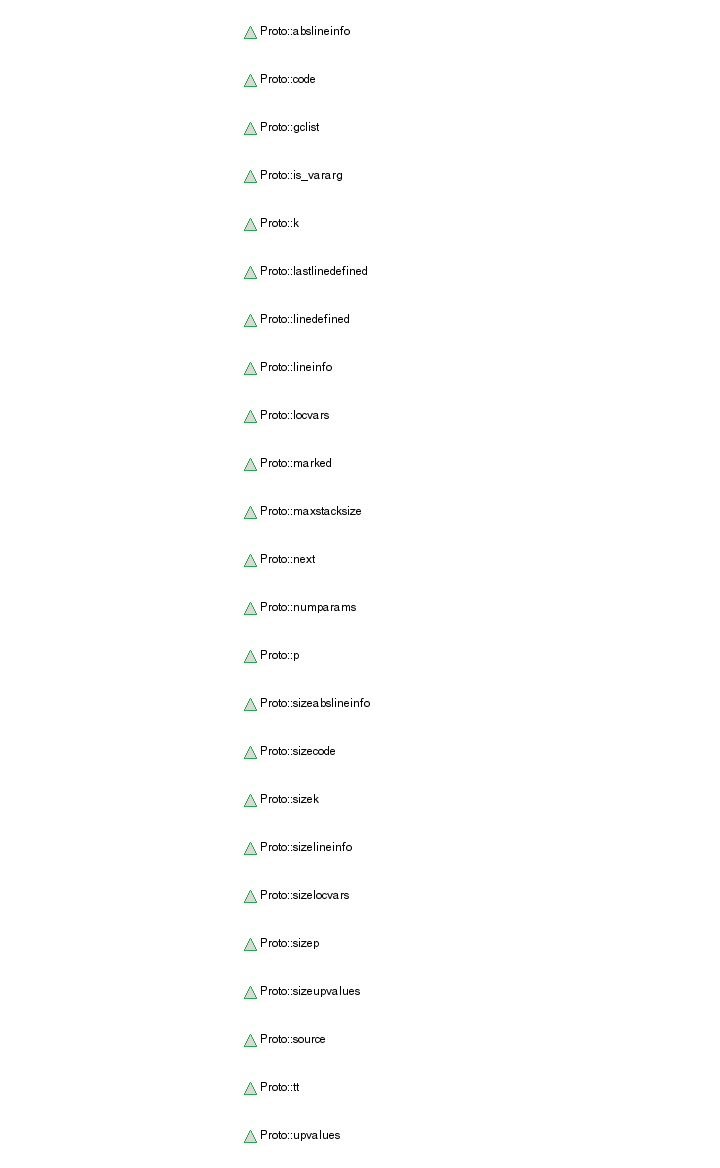 Proto::abslineinfo
Proto::code
Proto::gclist
Proto::is_vararg
Proto::k
Proto::lastlinedefined
Proto::linedefined
Proto::lineinfo
Proto::locvars
Proto::marked
Proto::maxstacksize
Proto::next
Proto::numparams
Proto::p
Proto::sizeabslineinfo
Proto::sizecode
Proto::sizek
Proto::sizelineinfo
Proto::sizelocvars
Proto::sizep
Proto::sizeupvalues
Proto::source
Proto::tt
Proto::upvalues